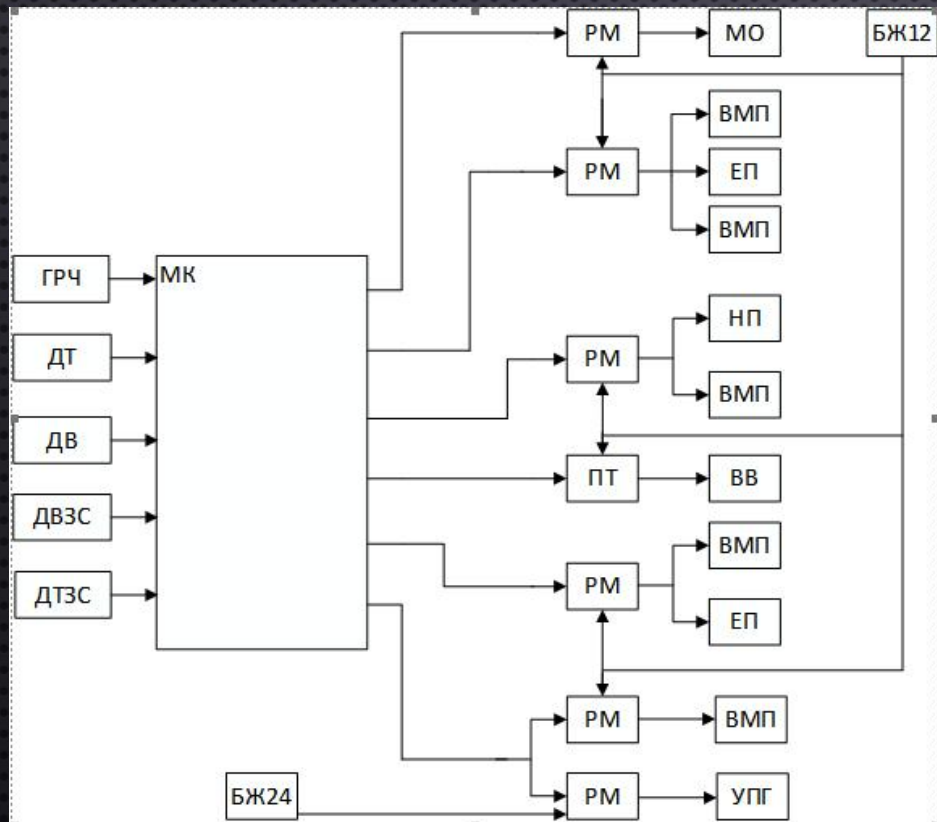 РМ
МО
БЖ12
ВМП
РМ
ЕП
ВМП
ГРЧ
МК
ДТ
НП
РМ
ВМП
ДВ
ПТ
ВВ
ДВЗС
ВМП
РМ
ДТЗС
ЕП
РМ
ВМП
БЖ24
РМ
УПГ